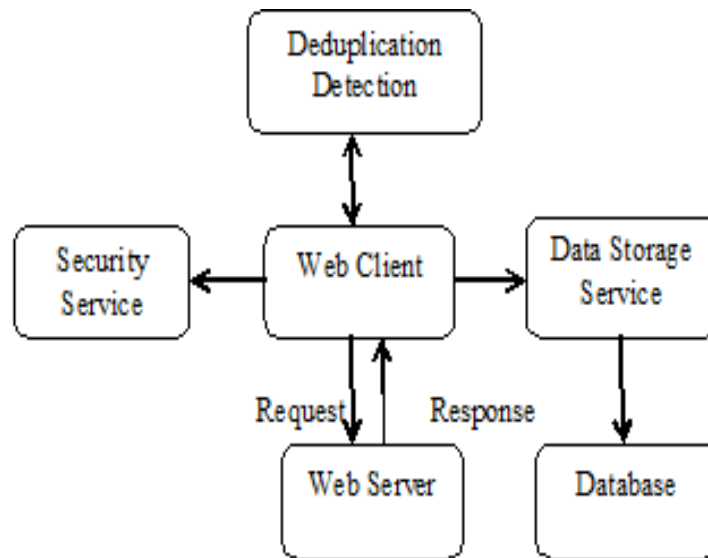 Deduplication
Detection
Security
Service
Web Client
Data Storage
Service
Request
Response
Web Server
Database